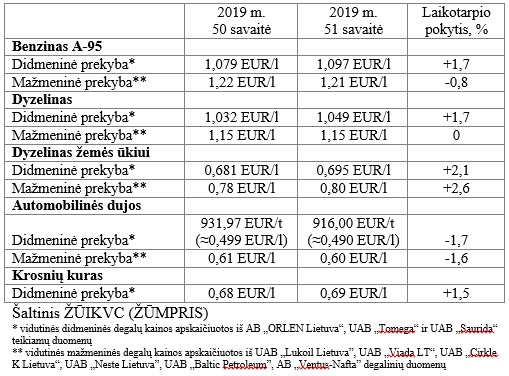 2019 m. 50 savaitė	2019 m. 51 savaitė	Laikotarpio pokytis, %
Benzinas A-95
Didmeninė prekyba*	1,079 EUR/l	1,097 EUR/l	+1,7
Mažmeninė prekyba**	1,22 EUR/l	1,21 EUR/l	-0,8
Dyzelinas
Didmeninė prekyba*	1,032 EUR/l	1,049 EUR/l	+1,7
Mažmeninė prekyba**	1,15 EUR/l	1,15 EUR/l	0
Dyzelinas žemės ūkiui
Didmeninė prekyba*	0,681 EUR/l	0,695 EUR/l	+2,1
Mažmeninė prekyba**	0,78 EUR/l	0,80 EUR/l	+2,6
Automobilinės dujos
Didmeninė prekyba*	931,97 EUR/t (≈0,499 EUR/l)	916,00 EUR/t (≈0,490 EUR/l)	-1,7
Mažmeninė prekyba**	0,61 EUR/l	0,60 EUR/l	-1,6
Krosnių kuras
Didmeninė prekyba*	0,68 EUR/l	0,69 EUR/l	+1,5
Šaltinis ŽŪIKVC (ŽŪMPRIS)
* vidutinės didmeninės degalų kainos apskaičiuotos iš AB „ORLEN Lietuva“, UAB „Tomega“ ir UAB „Saurida“
teikiamų duomenų
** vidutinės mažmeninės degalų kainos apskaičiuotos iš UAB „Lukoil Lietuva”, UAB „Viada LT“, UAB „Cirkle
K Lietuva“, UAB „Neste Lietuva”, UAB „Baltic Petroleum”, AB „Ventus-Nafta” degalinių duomenų